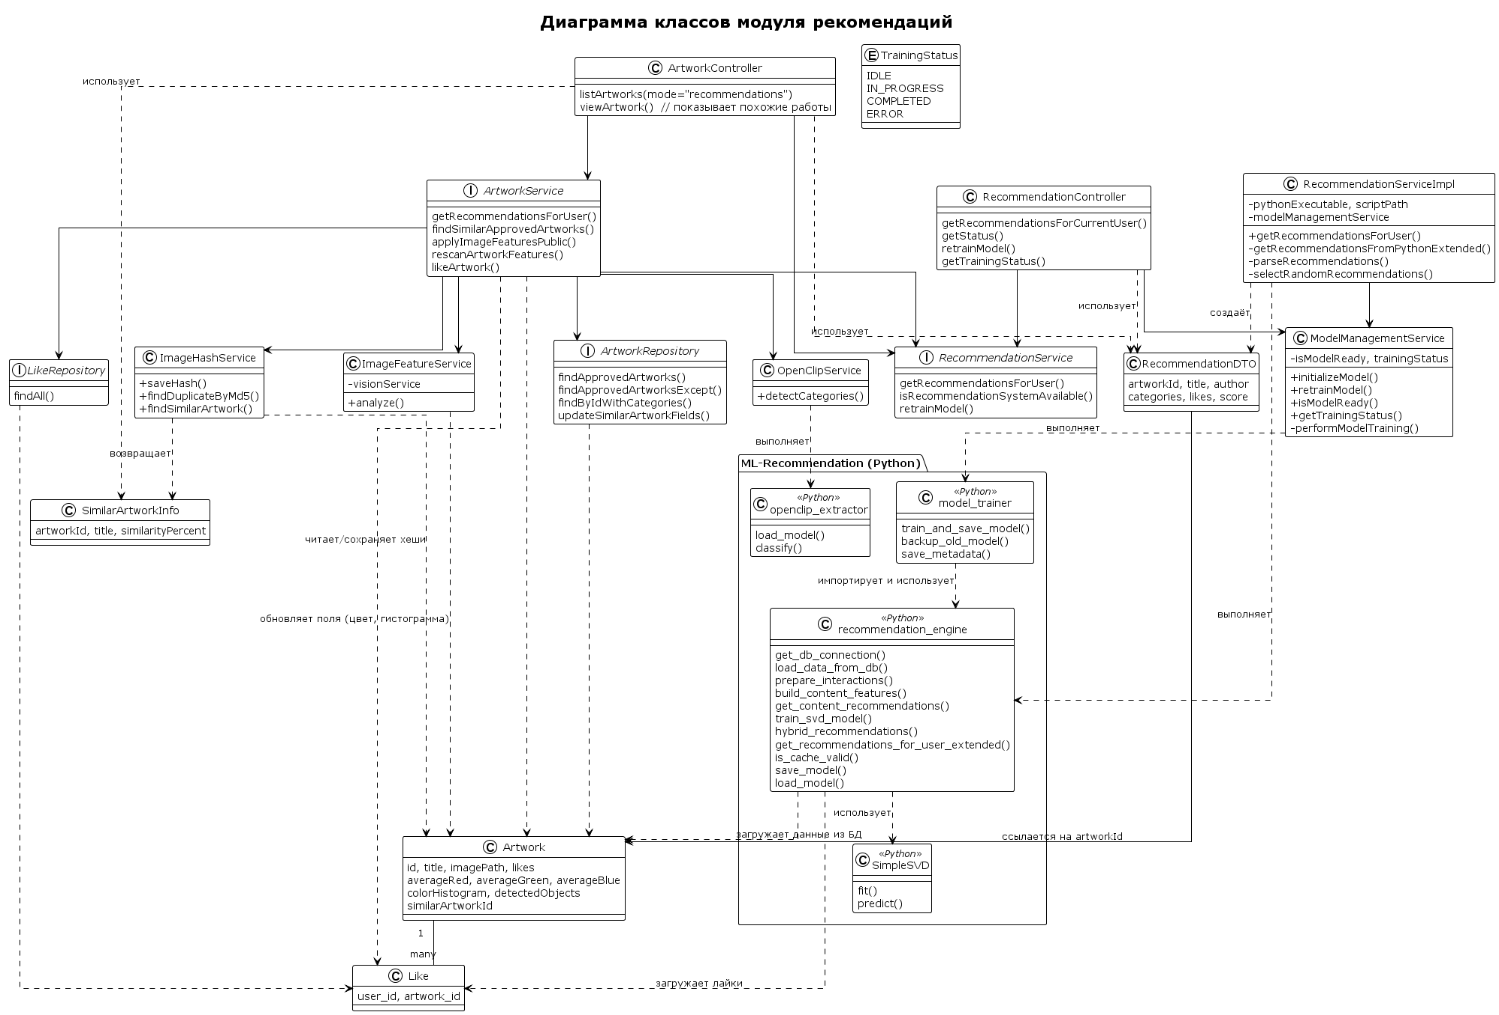 Диаграмма классов модуля рекомендаций
E TrainingStatus
IDLE
IN_PROGRESS
COMPLETED
ERROR
C ArtworkController
listArtworks(mode="recommendations")
viewArtwork()  // показывает похожие работы
использует
I ArtworkService
getRecommendationsForUser()
findSimilarApprovedArtworks()
applyImageFeaturesPublic()
rescanArtworkFeatures()
likeArtwork()
C RecommendationController
getRecommendationsForCurrentUser()
getStatus()
retrainModel()
getTrainingStatus()
C RecommendationServiceImpl
-pythonExecutable, scriptPath
-modelManagementService
+getRecommendationsForUser()
-getRecommendationsFromPythonExtended()
-parseRecommendations()
-selectRandomRecommendations()
использует
создаёт
использует
I LikeRepository
findAll()
C ImageHashService
+saveHash()
+findDuplicateByMd5()
+findSimilarArtwork()
C ImageFeatureService
-visionService
+analyze()
I ArtworkRepository
findApprovedArtworks()
findApprovedArtworksExcept()
findByIdWithCategories()
updateSimilarArtworkFields()
C OpenClipService
+detectCategories()
I RecommendationService
getRecommendationsForUser()
isRecommendationSystemAvailable()
retrainModel()
C RecommendationDTO
artworkId, title, author
categories, likes, score
C ModelManagementService
-isModelReady, trainingStatus
+initializeModel()
+retrainModel()
+isModelReady()
+getTrainingStatus()
-performModelTraining()
возвращает
выполняет
выполняет
C SimilarArtworkInfo
artworkId, title, similarityPercent
ML-Recommendation (Python)
C «Python»
openclip_extractor
load_model()
classify()
C «Python»
model_trainer
train_and_save_model()
backup_old_model()
save_metadata()
читает/сохраняет хеши
импортирует и использует
обновляет поля (цвет, гистограмма)
выполняет
C «Python»
recommendation_engine
get_db_connection()
load_data_from_db()
prepare_interactions()
build_content_features()
get_content_recommendations()
train_svd_model()
hybrid_recommendations()
get_recommendations_for_user_extended()
is_cache_valid()
save_model()
load_model()
использует
загружает данные из БД
ссылается на artworkId
C Artwork
id, title, imagePath, likes
averageRed, averageGreen, averageBlue
colorHistogram, detectedObjects
similarArtworkId
C «Python»
SimpleSVD
fit()
predict()
1
many
C Like
user_id, artwork_id
загружает лайки